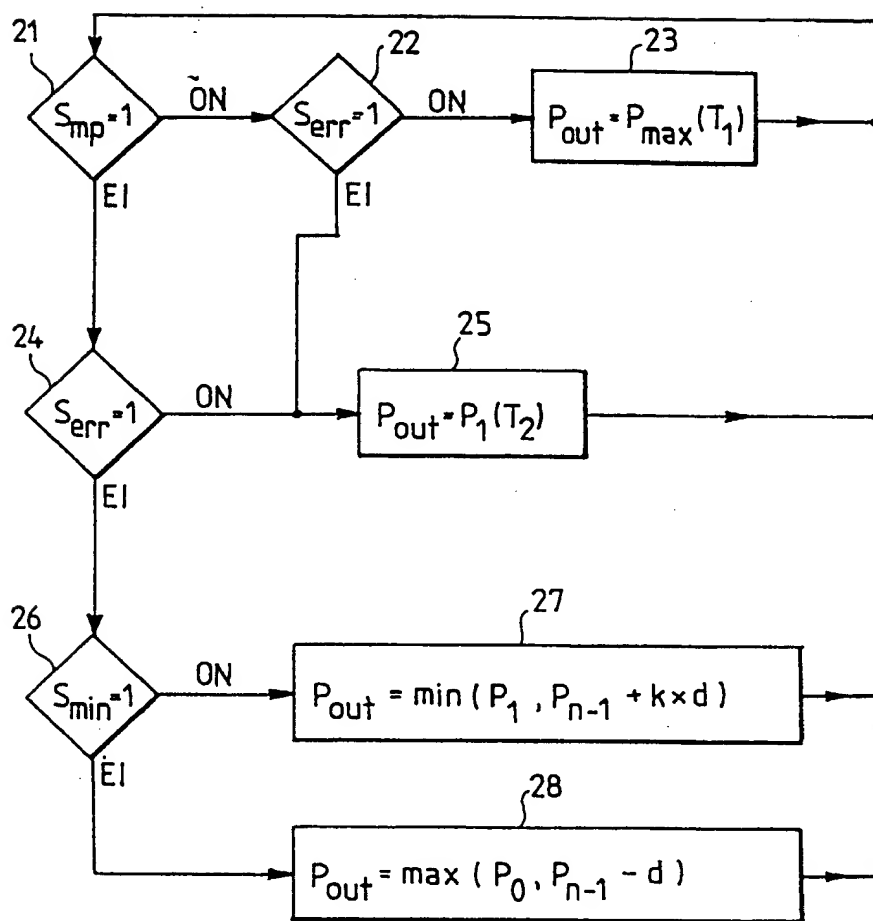 21
S_mp=1
ON
22
S_err=1
ON
23
P_out=P_max(T_1)
EI
EI
24
S_err=1
ON
25
P_out=P_1(T_2)
EI
26
S_min=1
ON
27
P_out = min(P_1, P_n-1 + k×d)
EI
28
P_out = max(P_0, P_n-1 - d)